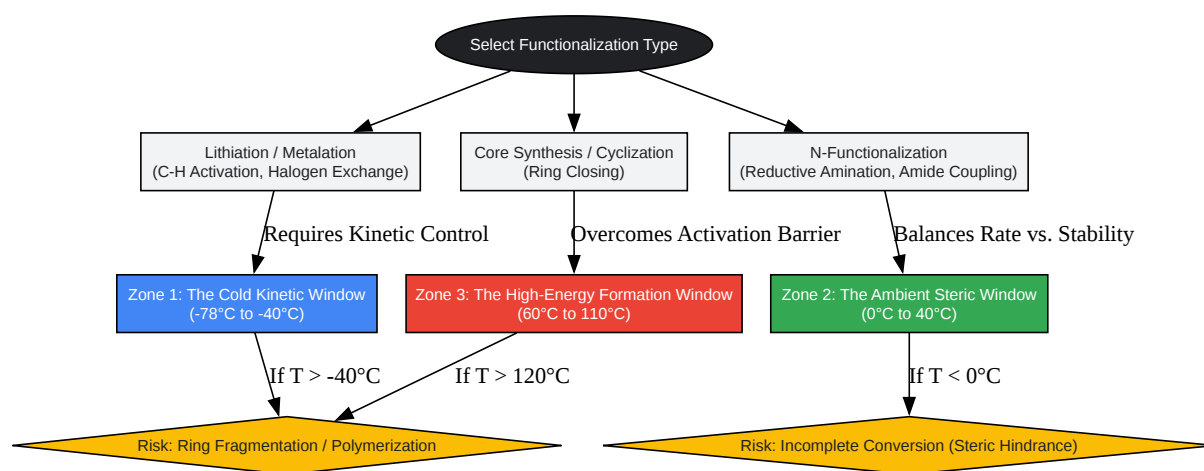 Select Functionalization Type
Lithiation / Metalation
(C-H Activation, Halogen Exchange)
Core Synthesis / Cyclization
(Ring Closing)
N-Functionalization
(Reductive Amination, Amide Coupling)
Requires Kinetic Control
Overcomes Activation Barrier
Balances Rate vs. Stability
Zone 1: The Cold Kinetic Window
(-78°C to -40°C)
Zone 3: The High-Energy Formation Window
(60°C to 110°C)
Zone 2: The Ambient Steric Window
(0°C to 40°C)
If T > -40°C
If T > 120°C
If T < 0°C
Risk: Ring Fragmentation / Polymerization
Risk: Incomplete Conversion (Steric Hindrance)